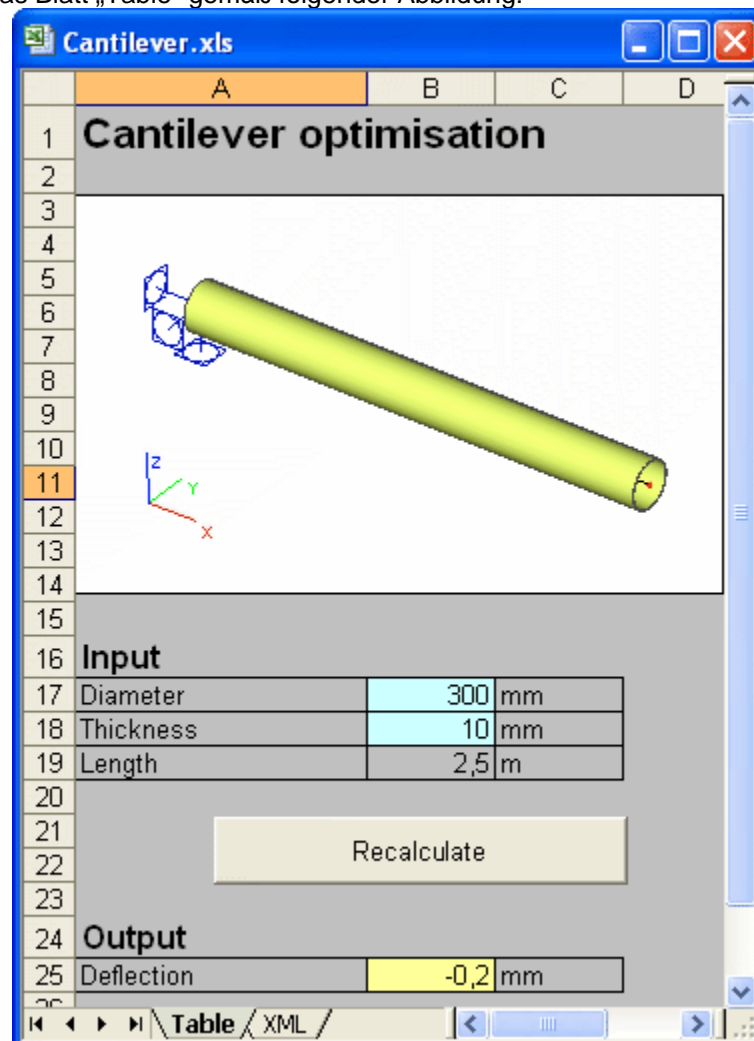 as Blatt „Table“ gemäß folgender Abbildung:
Cantilever.xls
A B C D
1 Cantilever optimisation
2
3
4
5
6
7
8
9
10
11
12
13
14
Z
Y
X
15
16 Input
17 Diameter 300 mm
18 Thickness 10 mm
19 Length 2,5 m
20
21
Recalculate
22
23
24 Output
25 Deflection -0,2 mm
Table XML